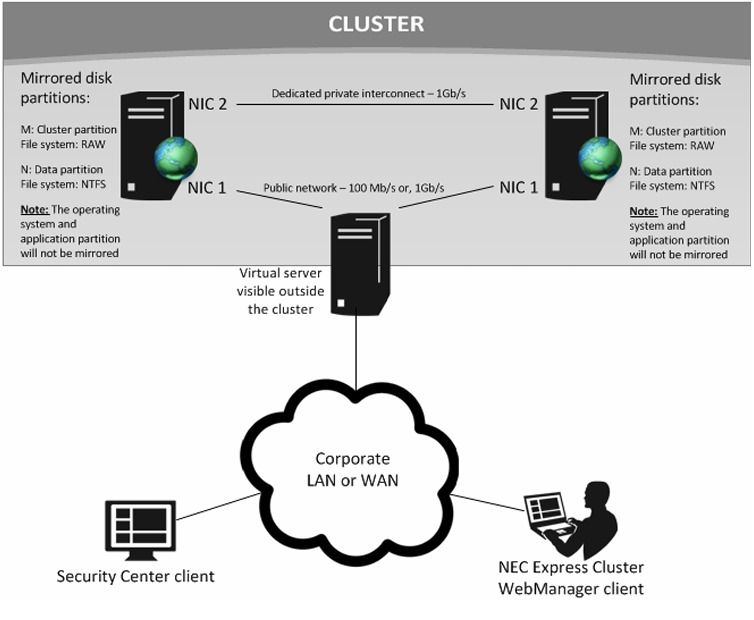 CLUSTER
Mirrored disk
partitions:
M: Cluster partition
File system: RAW
N: Data partition
File system: NTFS
Note: The operating
system and
application partition
will not be mirrored
NIC 2
Dedicated private interconnect – 1Gb/s
NIC 2
NIC 1
Public network – 100 Mb/s or, 1Gb/s
NIC 1
Mirrored disk
partitions:
M: Cluster partition
File system: RAW
N: Data partition
File system: NTFS
Note: The operating
system and
application partition
will not be mirrored
Virtual server
visible outside
the cluster
Corporate
LAN or WAN
Security Center client
NEC Express Cluster
WebManager client